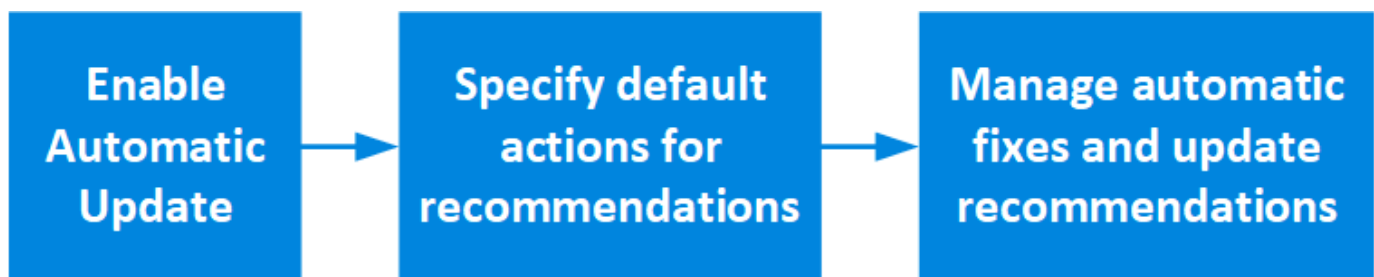 Enable
Automatic
Update
Specify default
actions for
recommendations
Manage automatic
fixes and update
recommendations